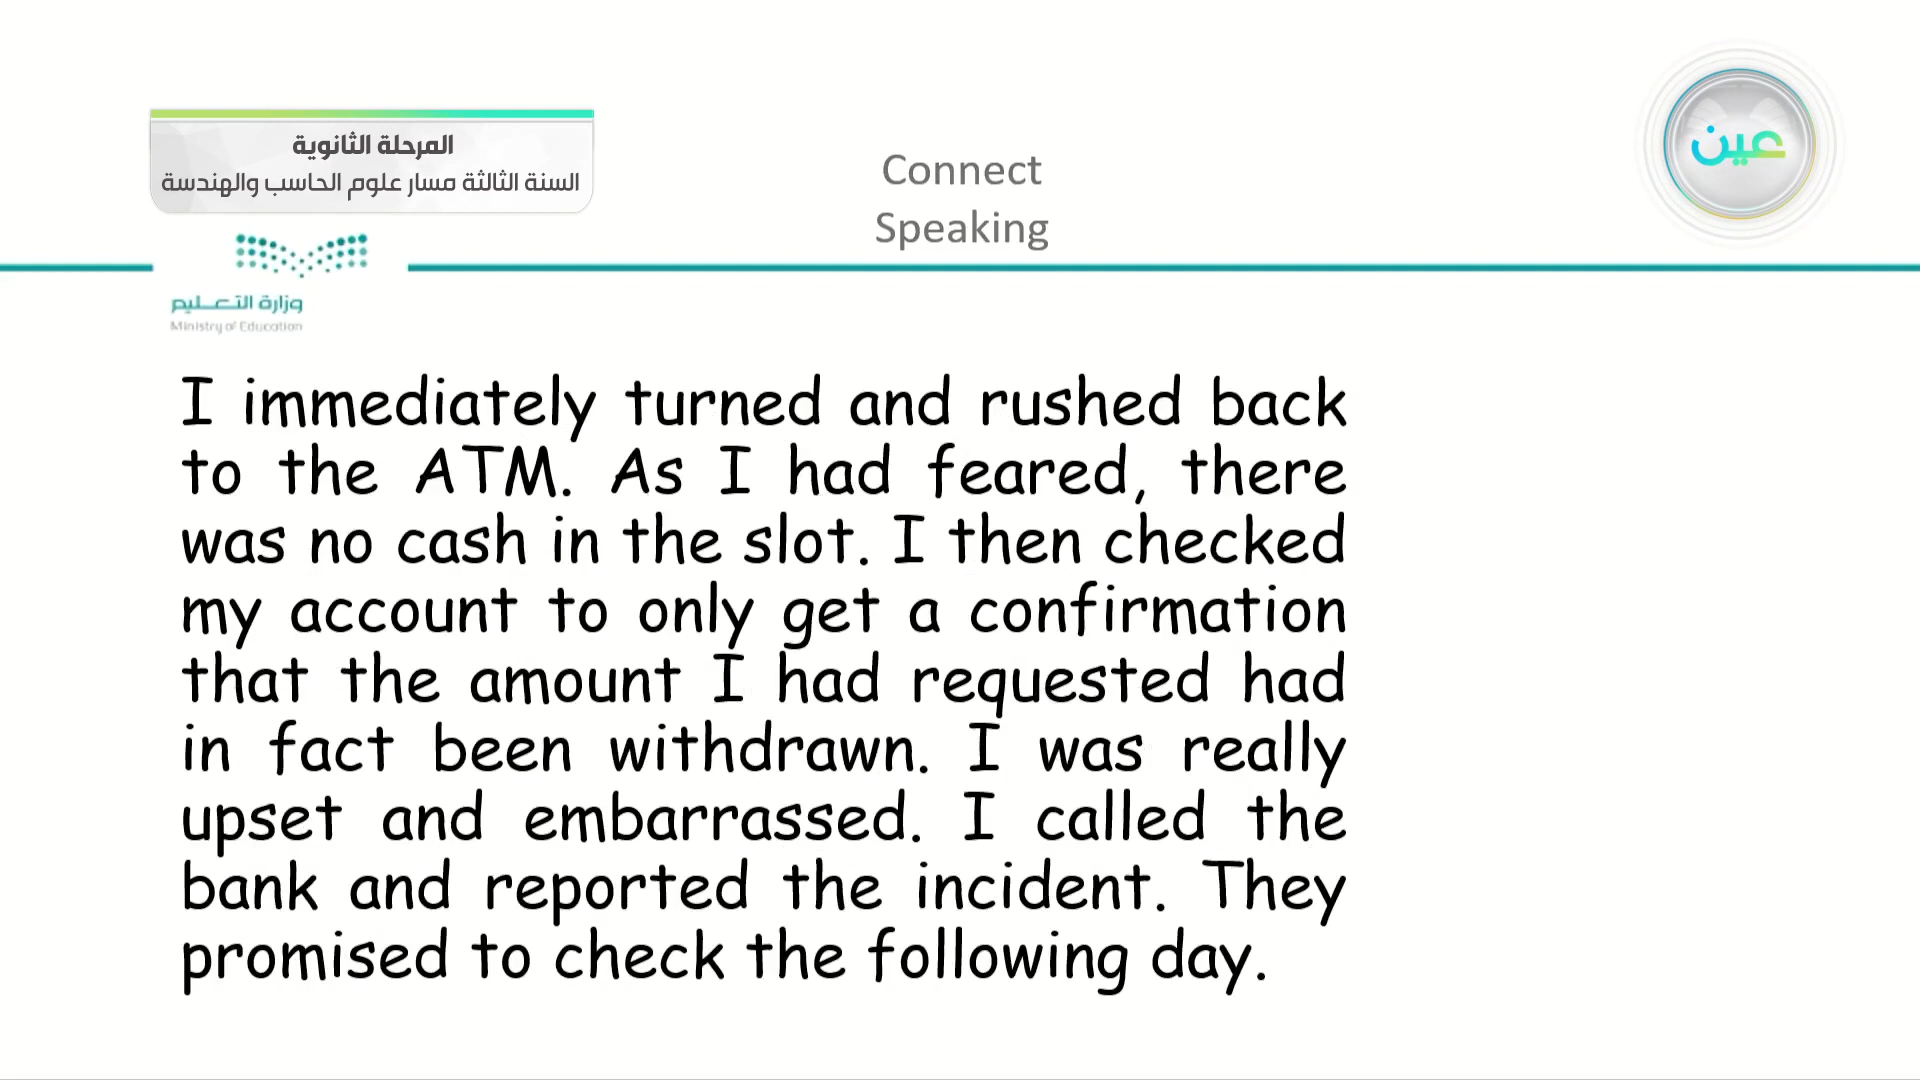 المرحلة الثانوية
السنة الثالثة مسار علوم الحاسب والهندسة
Connect
Speaking
عين
وزارة التعليم
Ministry of Education
I immediately turned and rushed back
to the ATM. As I had feared, there
was no cash in the slot. I then checked
my account to only get a confirmation
that the amount I had requested had
in fact been withdrawn. I was really
upset and embarrassed. I called the
bank and reported the incident. They
promised to check the following day.